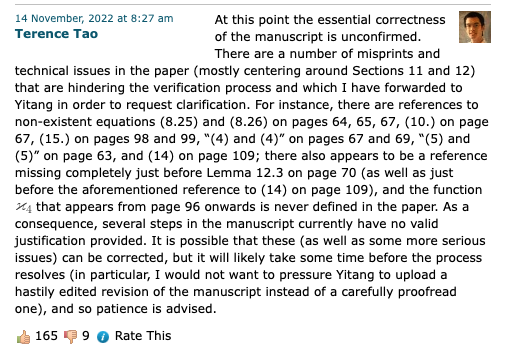 14 November, 2022 at 8:27 am
Terence Tao
At this point the essential correctness
of the manuscript is unconfirmed.
There are a number of misprints and
technical issues in the paper (mostly centering around Sections 11 and 12)
that are hindering the verification process and which I have forwarded to
Yitang in order to request clarification. For instance, there are references to
non-existent equations (8.25) and (8.26) on pages 64, 65, 67, (10.) on page
67, (15.) on pages 98 and 99, “(4) and (4)” on pages 67 and 69, “(5) and
(5)” on page 63, and (14) on page 109; there also appears to be a reference
missing completely just before Lemma 12.3 on page 70 (as well as just
before the aforementioned reference to (14) on page 109), and the function
ϰ₄ that appears from page 96 onwards is never defined in the paper. As a
consequence, several steps in the manuscript currently have no valid
justification provided. It is possible that these (as well as some more serious
issues) can be corrected, but it will likely take some time before the process
resolves (in particular, I would not want to pressure Yitang to upload a
hastily edited revision of the manuscript instead of a carefully proofread
one), and so patience is advised.
165 9 i Rate This